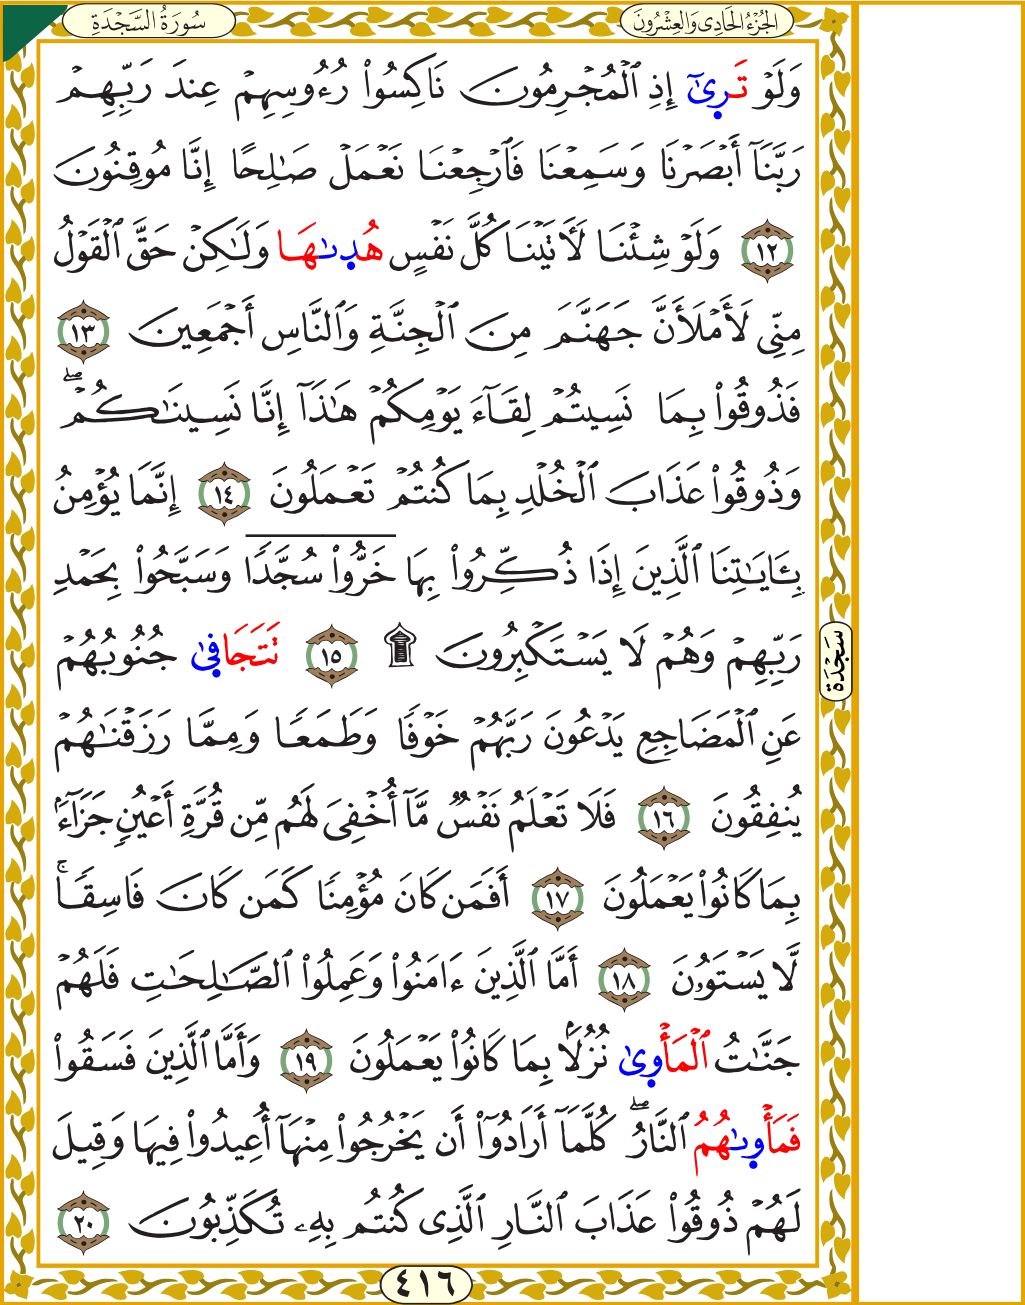 الجُزْءُ الحَادِى وَالعِشْرُونَ
سُورَةُ السَّجْدَةِ
وَلَوْ تَرِىٰٓ إِذِ ٱلْمُجْرِمُونَ نَاكِسُوا۟ رُءُوسِهِمْ عِندَ رَبِّهِمْ
رَبَّنَآ أَبْصَرْنَا وَسَمِعْنَا فَٱرْجِعْنَا نَعْمَلْ صَـٰلِحًا إِنَّا مُوقِنُونَ
١٢ وَلَوْ شِئْنَا لَـَٔاتَيْنَا كُلَّ نَفْسٍ هُدِىٰهَا وَلَـٰكِنْ حَقَّ ٱلْقَوْلُ
مِنِّى لَأَمْلَأَنَّ جَهَنَّمَ مِنَ ٱلْجِنَّةِ وَٱلنَّاسِ أَجْمَعِينَ ١٣
فَذُوقُوا۟ بِمَا نَسِيتُمْ لِقَآءَ يَوْمِكُمْ هَـٰذَآ إِنَّا نَسِينَـٰكُمْ ۖ
وَذُوقُوا۟ عَذَابَ ٱلْخُلْدِ بِمَا كُنتُمْ تَعْمَلُونَ ١٤ إِنَّمَا يُؤْمِنُ
بِـَٔايَـٰتِنَا ٱلَّذِينَ إِذَا ذُكِّرُوا۟ بِهَا خَرُّوا۟ سُجَّدًا وَسَبَّحُوا۟ بِحَمْدِ
رَبِّهِمْ وَهُمْ لَا يَسْتَكْبِرُونَ ۩ ١٥ تَتَجَافِىٰ جُنُوبُهُمْ
سَجْدَة
عَنِ ٱلْمَضَاجِعِ يَدْعُونَ رَبَّهُمْ خَوْفًا وَطَمَعًا وَمِمَّا رَزَقْنَـٰهُمْ
يُنفِقُونَ ١٦ فَلَا تَعْلَمُ نَفْسٌ مَّآ أُخْفِىَ لَهُم مِّن قُرَّةِ أَعْيُنٍ جَزَآءًۢ
بِمَا كَانُوا۟ يَعْمَلُونَ ١٧ أَفَمَن كَانَ مُؤْمِنًا كَمَن كَانَ فَاسِقًا ۚ
لَّا يَسْتَوُۥنَ ١٨ أَمَّا ٱلَّذِينَ ءَامَنُوا۟ وَعَمِلُوا۟ ٱلصَّـٰلِحَـٰتِ فَلَهُمْ
جَنَّـٰتُ ٱلْمَأْوِىٰ نُزُلًۢا بِمَا كَانُوا۟ يَعْمَلُونَ ١٩ وَأَمَّا ٱلَّذِينَ فَسَقُوا۟
فَمَأْوِىٰهُمُ ٱلنَّارُ ۖ كُلَّمَآ أَرَادُوٓا۟ أَن يَخْرُجُوا۟ مِنْهَآ أُعِيدُوا۟ فِيهَا وَقِيلَ
لَهُمْ ذُوقُوا۟ عَذَابَ ٱلنَّارِ ٱلَّذِى كُنتُم بِهِۦ تُكَذِّبُونَ ٢٠
٤١٦